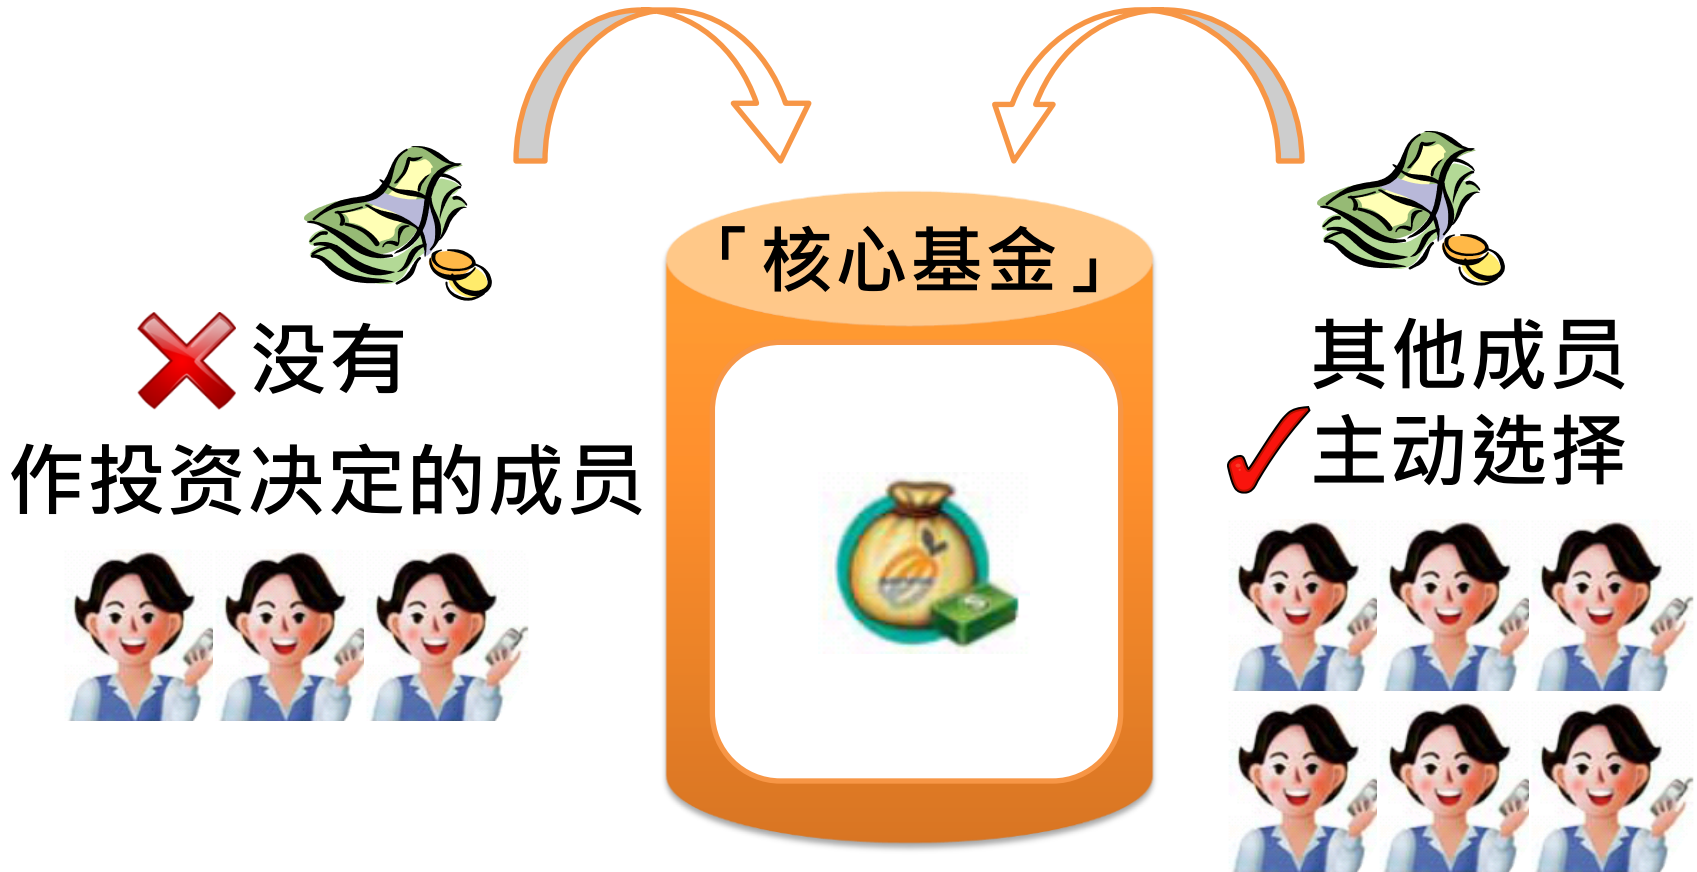 「核心基金」
没有
作投资决定的成员
其他成员
主动选择